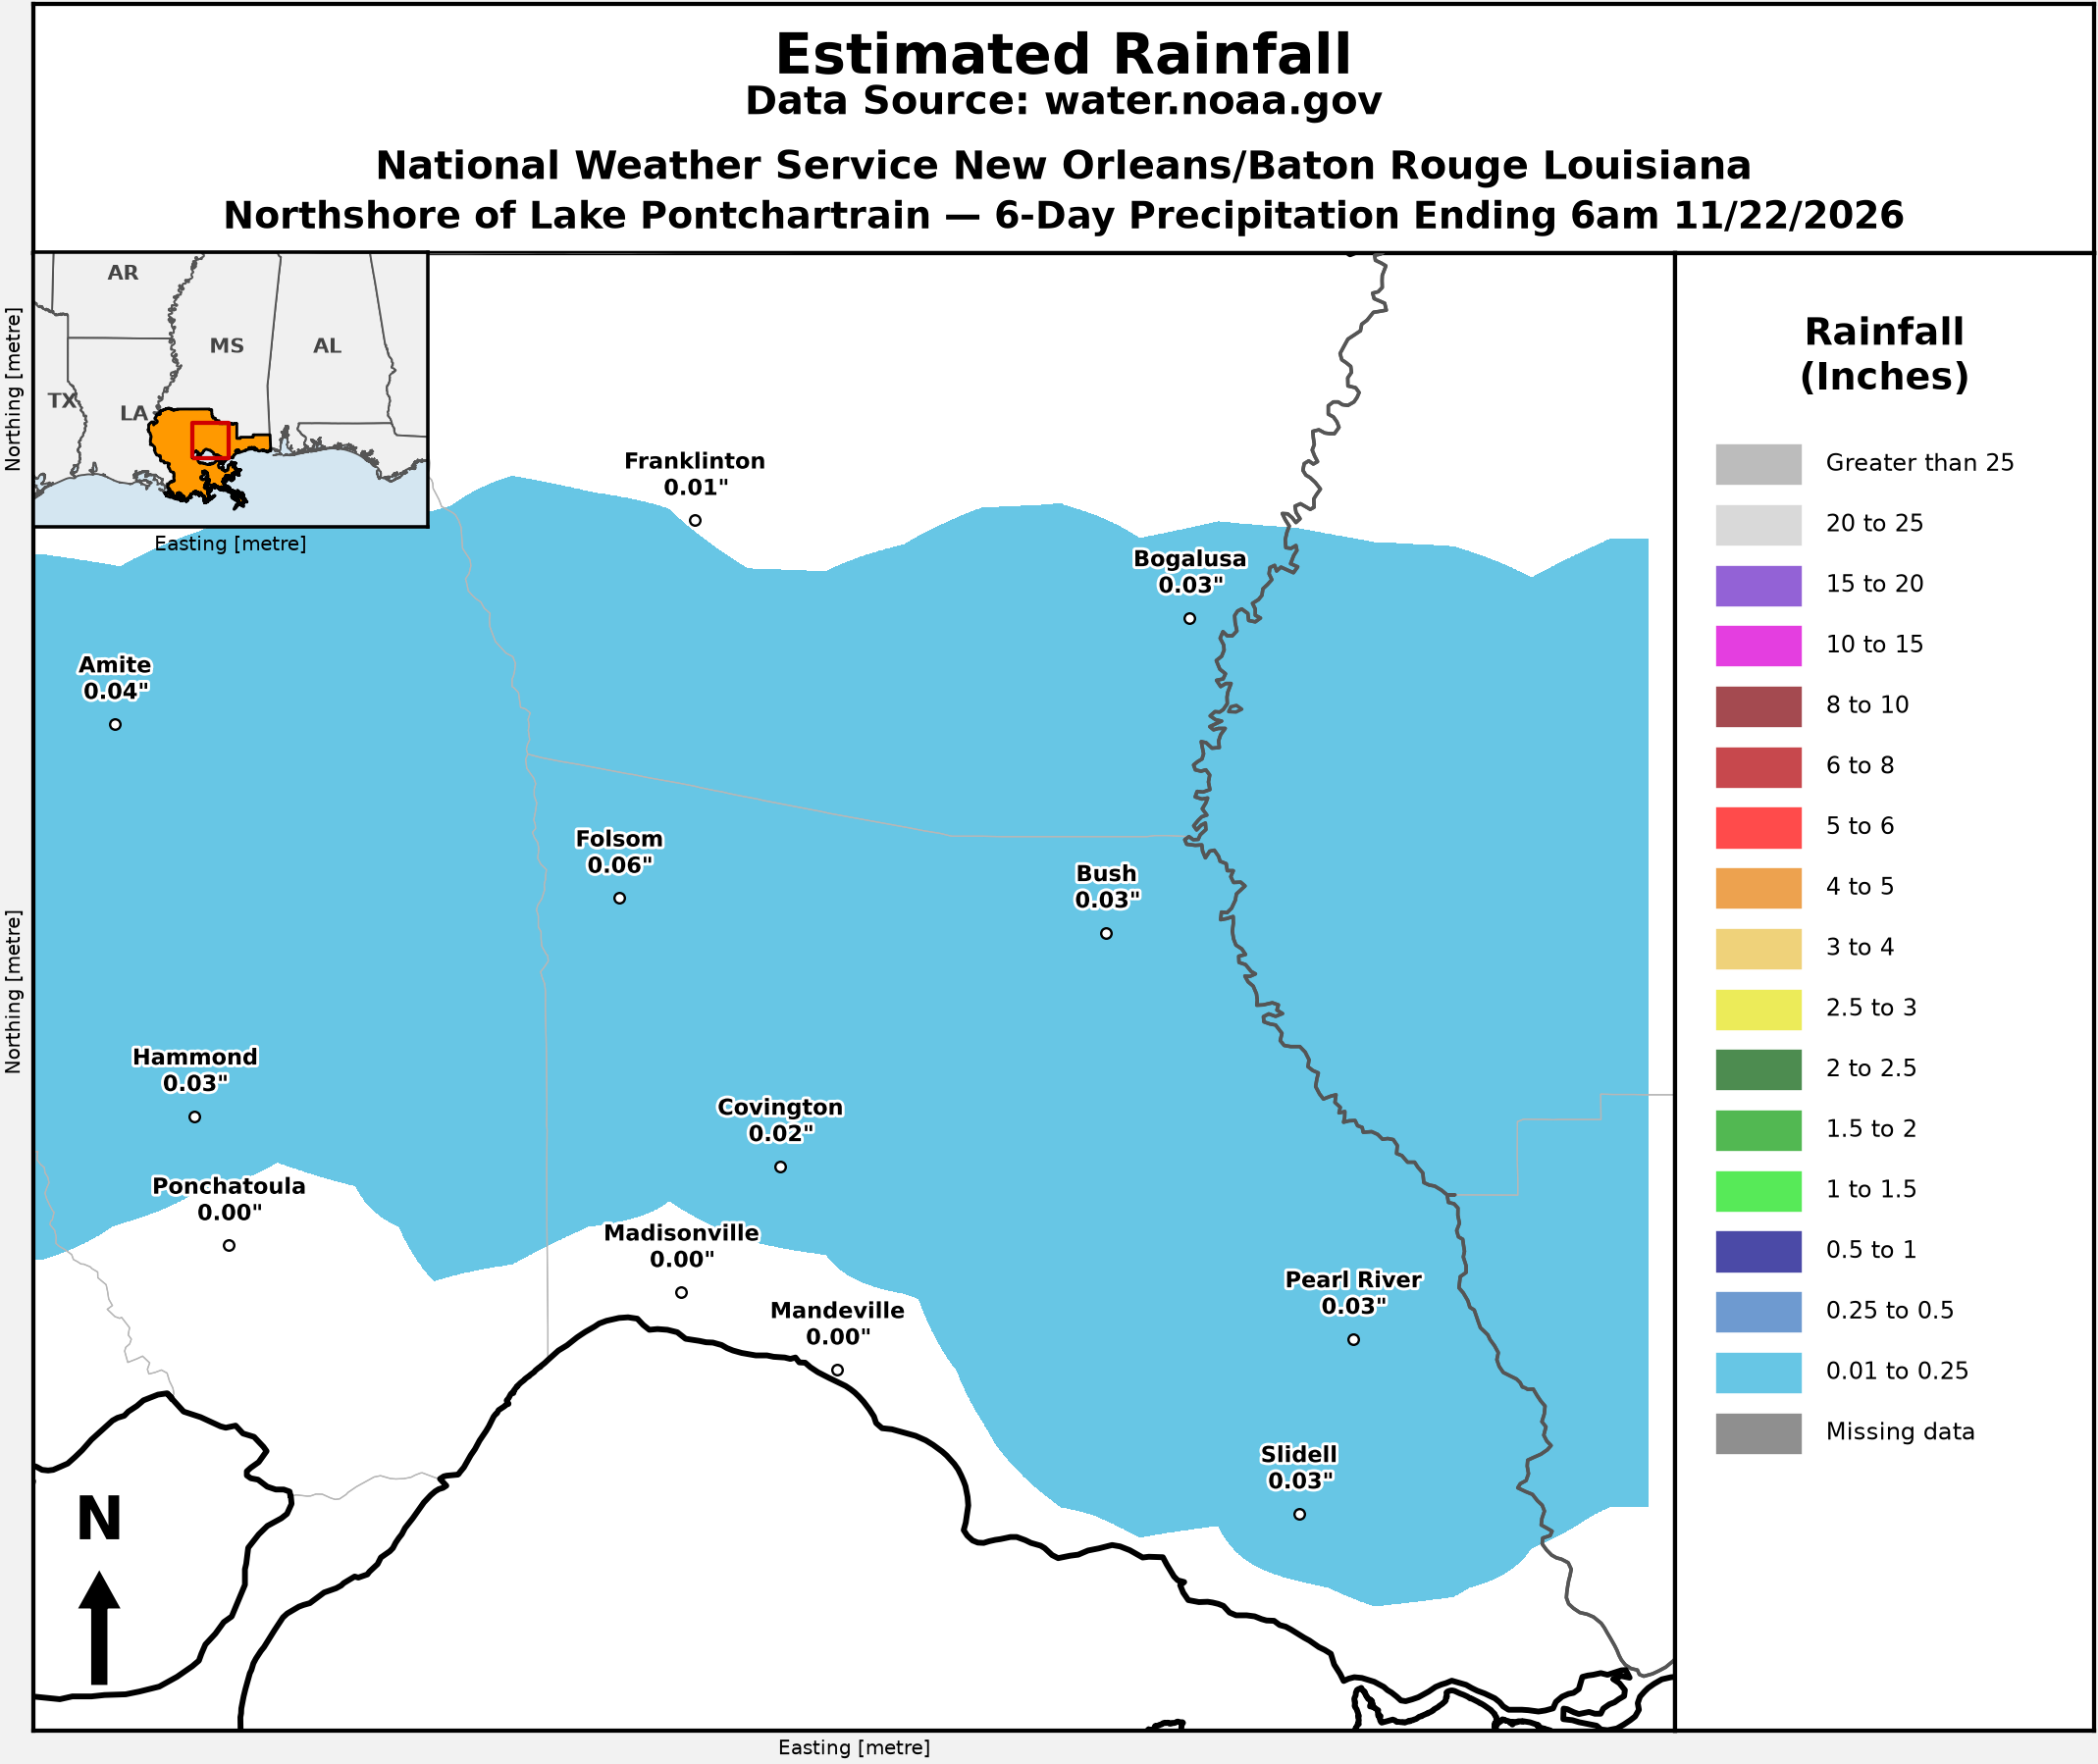 Estimated Rainfall
Data Source: water.noaa.gov
National Weather Service New Orleans/Baton Rouge Louisiana
Northshore of Lake Pontchartrain — 6-Day Precipitation Ending 6am 11/22/2026
AR
MS
AL
TX
LA
Northing [metre]
Easting [metre]
Rainfall
(Inches)
Greater than 25
20 to 25
15 to 20
10 to 15
8 to 10
6 to 8
5 to 6
4 to 5
3 to 4
2.5 to 3
2 to 2.5
1.5 to 2
1 to 1.5
0.5 to 1
0.25 to 0.5
0.01 to 0.25
Missing data
Franklinton
0.01"
Bogalusa
0.03"
Amite
0.04"
Folsom
0.06"
Bush
0.03"
Hammond
0.03"
Covington
0.02"
Ponchatoula
0.00"
Madisonville
0.00"
Mandeville
0.00"
Pearl River
0.03"
Slidell
0.03"
N
Northing [metre]
Easting [metre]